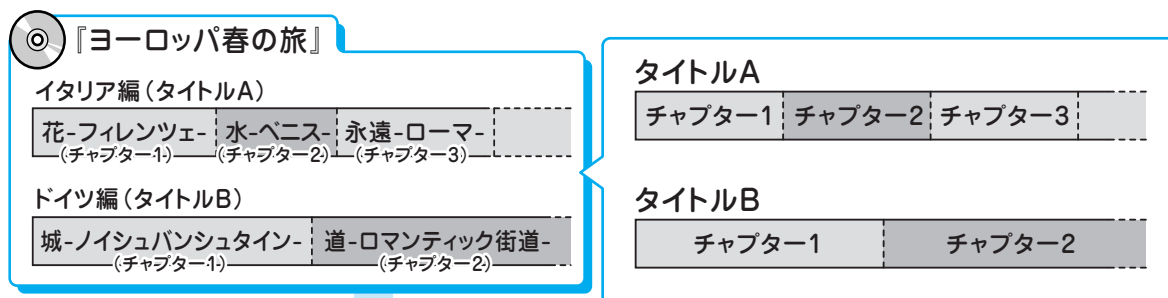 『ヨーロッパ春の旅』
イタリア編（タイトルA）
花-フィレンツェ- 水-ベニス- 永遠-ローマ-
（チャプター1） （チャプター2） （チャプター3）
ドイツ編（タイトルB）
城-ノイシュバンシュタイン- 道-ロマンティック街道-
（チャプター1） （チャプター2）
タイトルA
チャプター1 チャプター2 チャプター3
タイトルB
チャプター1 チャプター2